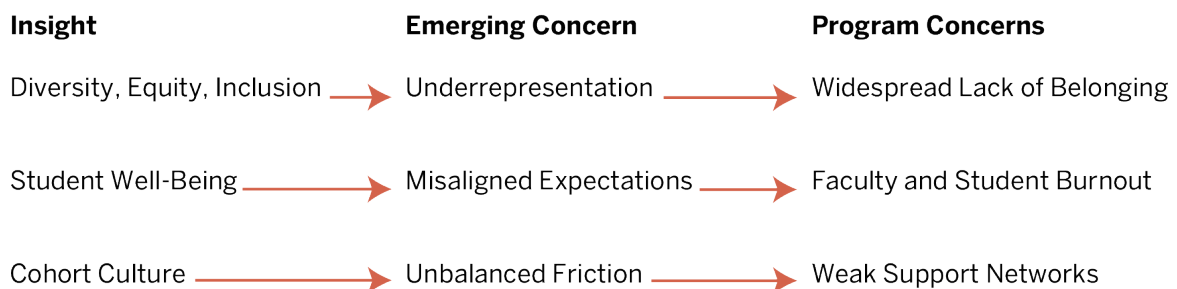 Insight Emerging Concern Program Concerns
Diversity, Equity, Inclusion Underrepresentation Widespread Lack of Belonging
Student Well-Being Misaligned Expectations Faculty and Student Burnout
Cohort Culture Unbalanced Friction Weak Support Networks